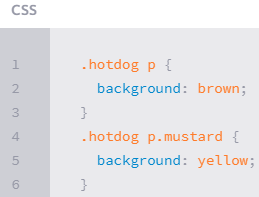 CSS
1 .hotdog p {
2 background: brown;
3 }
4 .hotdog p.mustard {
5 background: yellow;
6 }